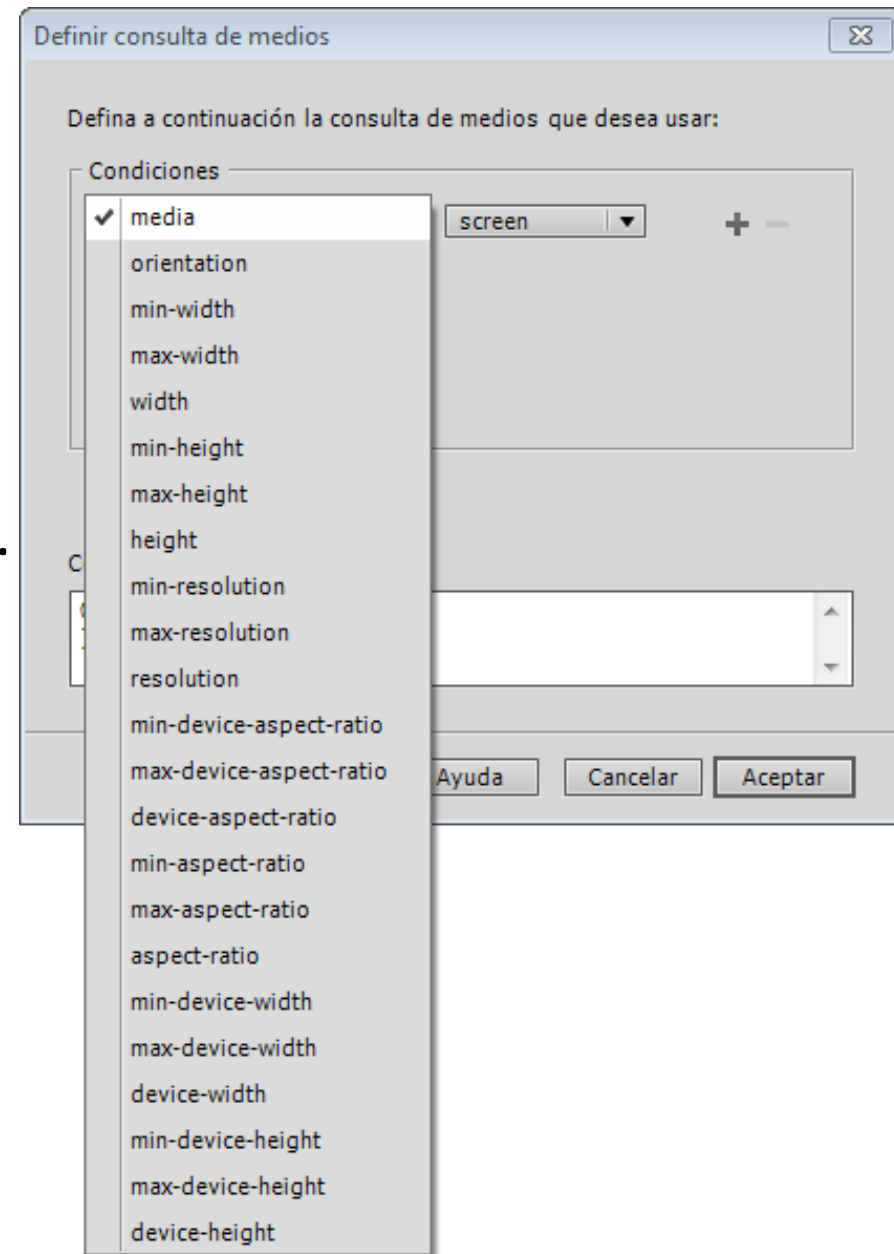 Definir consulta de medios
Defina a continuación la consulta de medios que desea usar:
Condiciones
media
screen
orientation
min-width
max-width
width
min-height
max-height
height
min-resolution
max-resolution
resolution
min-device-aspect-ratio
max-device-aspect-ratio
Ayuda
Cancelar
Aceptar
device-aspect-ratio
min-aspect-ratio
max-aspect-ratio
aspect-ratio
min-device-width
max-device-width
device-width
min-device-height
max-device-height
device-height